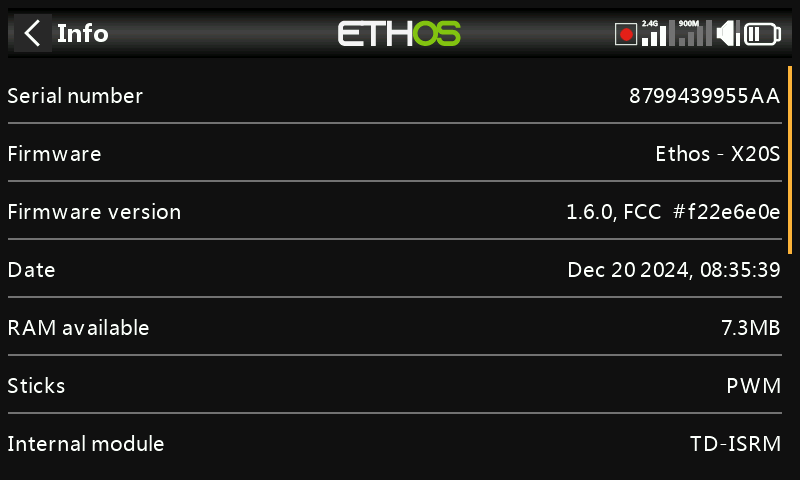 Info
ETHOS
2.4G
900M
Serial number 8799439955AA
Firmware Ethos - X20S
Firmware version 1.6.0, FCC #f22e6e0e
Date Dec 20 2024, 08:35:39
RAM available 7.3MB
Sticks PWM
Internal module TD-ISRM